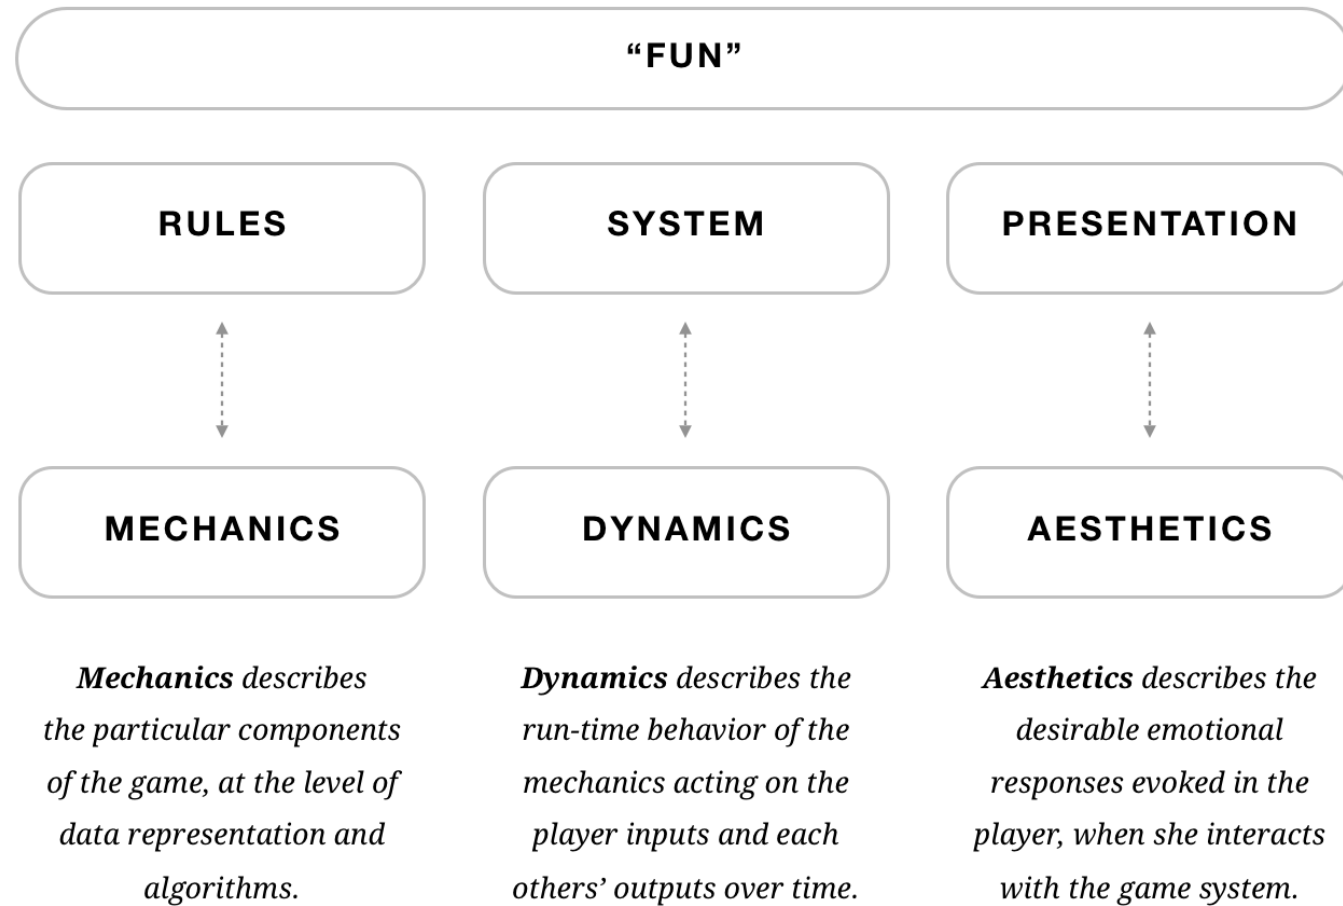 “FUN”
RULES
SYSTEM
PRESENTATION
MECHANICS
DYNAMICS
AESTHETICS
Mechanics describes
the particular components
of the game, at the level of
data representation and
algorithms.
Dynamics describes the
run-time behavior of the
mechanics acting on the
player inputs and each
others’ outputs over time.
Aesthetics describes the
desirable emotional
responses evoked in the
player, when she interacts
with the game system.